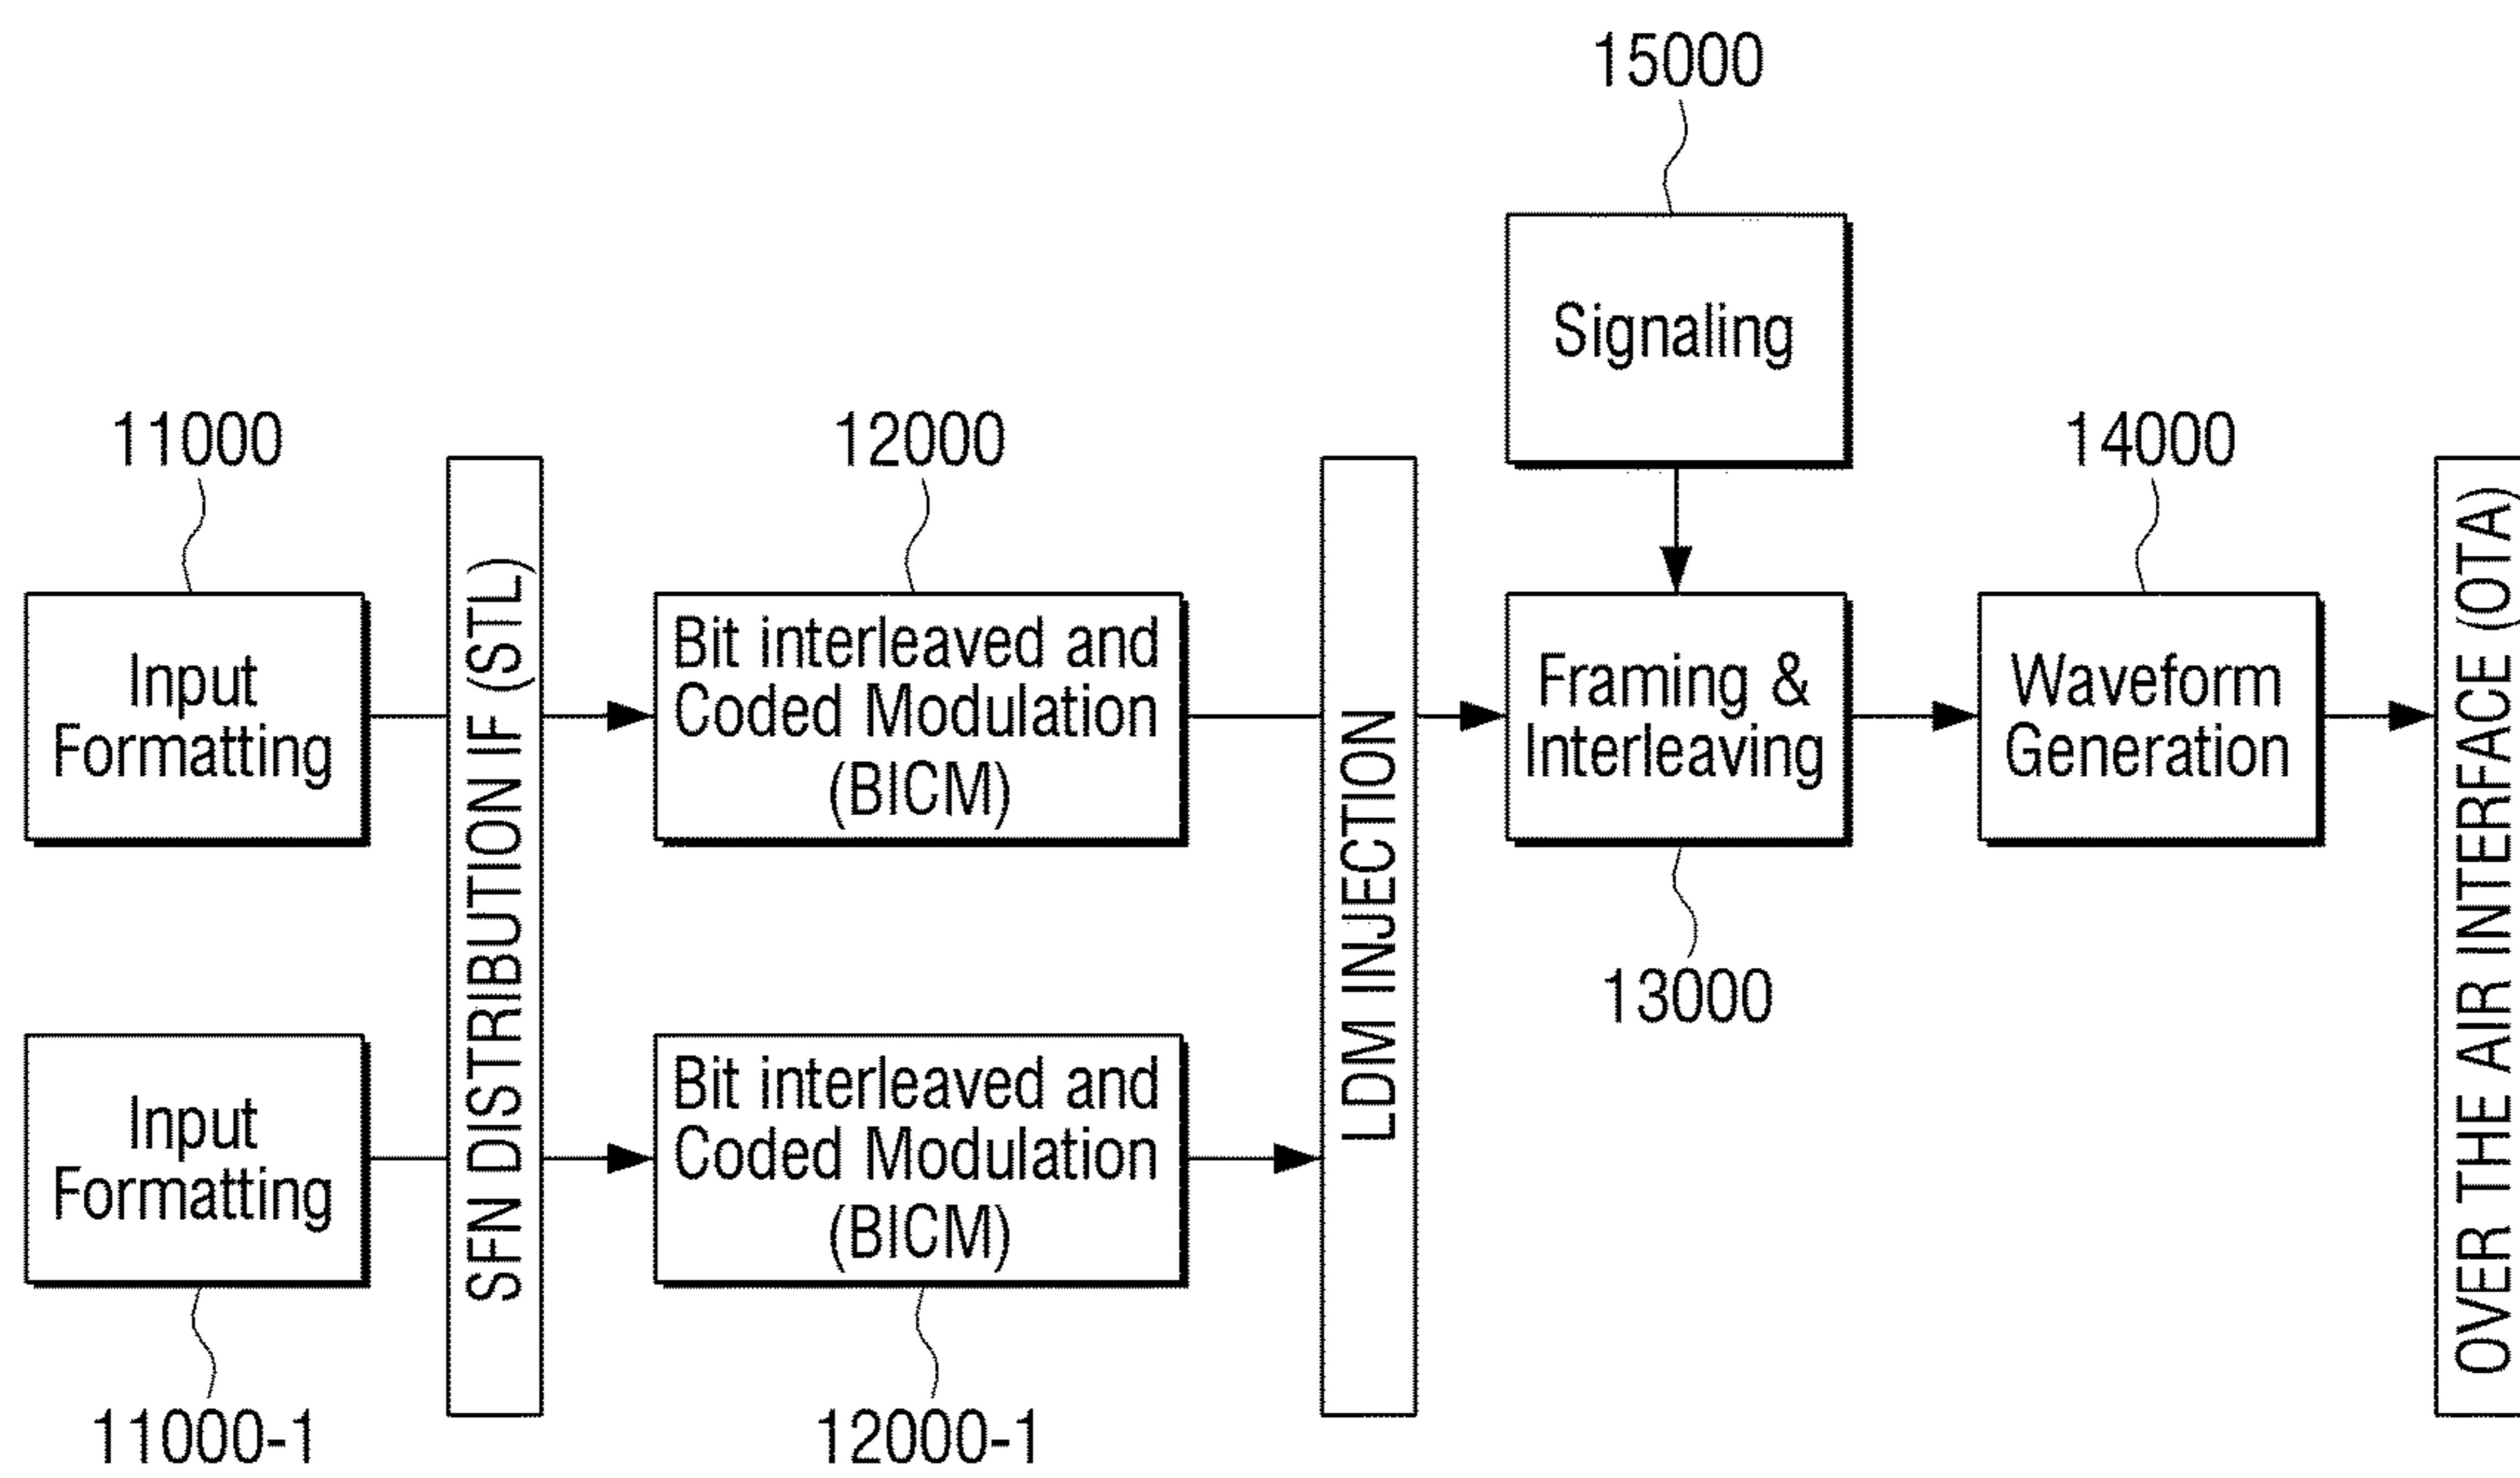 15000
Signaling
11000
12000
14000
Input
Formatting
SFN DISTRIBUTION IF (STL)
Bit interleaved and
Coded Modulation
(BICM)
LDM INJECTION
Framing &
Interleaving
Waveform
Generation
OVER THE AIR INTERFACE (OTA)
13000
Input
Formatting
Bit interleaved and
Coded Modulation
(BICM)
11000-1
12000-1